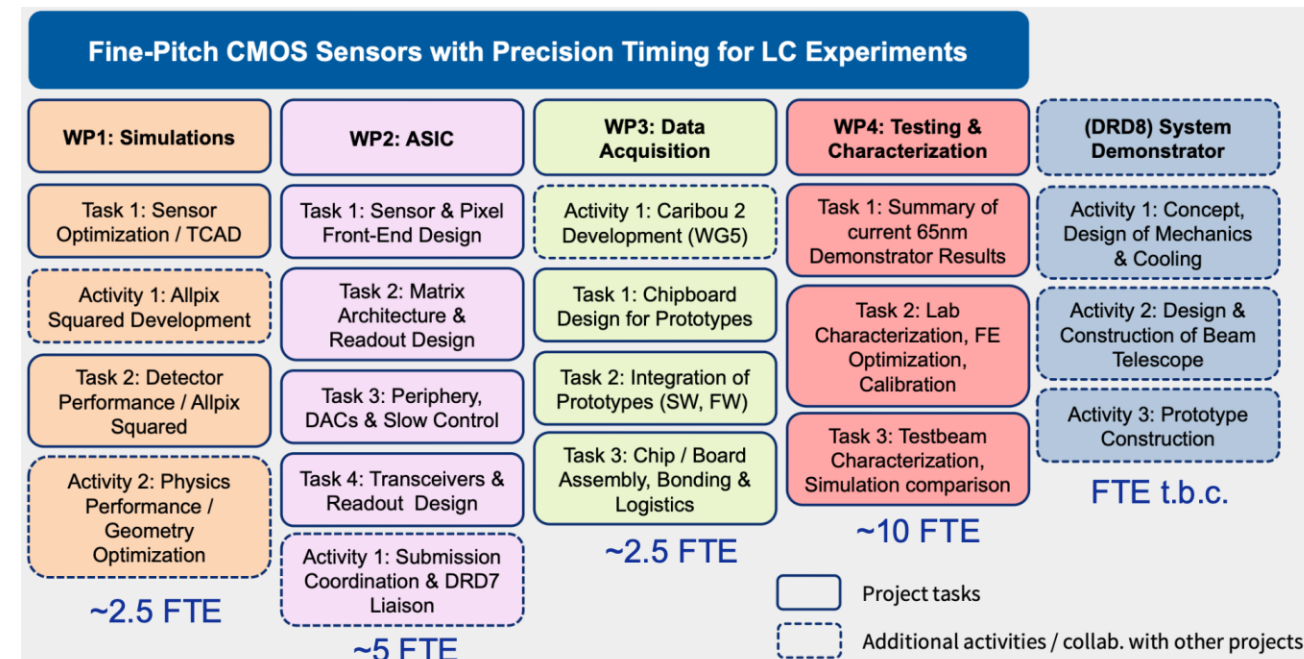 Fine-Pitch CMOS Sensors with Precision Timing for LC Experiments
WP1: Simulations
Task 1: Sensor
Optimization / TCAD
Activity 1: Allpix
Squared Development
Task 2: Detector
Performance / Allpix
Squared
Activity 2: Physics
Performance /
Geometry
Optimization
~2.5 FTE
WP2: ASIC
Task 1: Sensor & Pixel
Front-End Design
Task 2: Matrix
Architecture &
Readout Design
Task 3: Periphery,
DACs & Slow Control
Task 4: Transceivers &
Readout Design
Activity 1: Submission
Coordination & DRD7
Liaison
~5 FTE
WP3: Data
Acquisition
Activity 1: Caribou 2
Development (WG5)
Task 1: Chipboard
Design for Prototypes
Task 2: Integration of
Prototypes (SW, FW)
Task 3: Chip / Board
Assembly, Bonding &
Logistics
~2.5 FTE
WP4: Testing &
Characterization
Task 1: Summary of
current 65nm
Demonstrator Results
Task 2: Lab
Characterization, FE
Optimization,
Calibration
Task 3: Testbeam
Characterization,
Simulation comparison
~10 FTE
(DRD8) System
Demonstrator
Activity 1: Concept,
Design of Mechanics
& Cooling
Activity 2: Design &
Construction of Beam
Telescope
Activity 3: Prototype
Construction
FTE t.b.c.
Project tasks
Additional activities / collab. with other projects